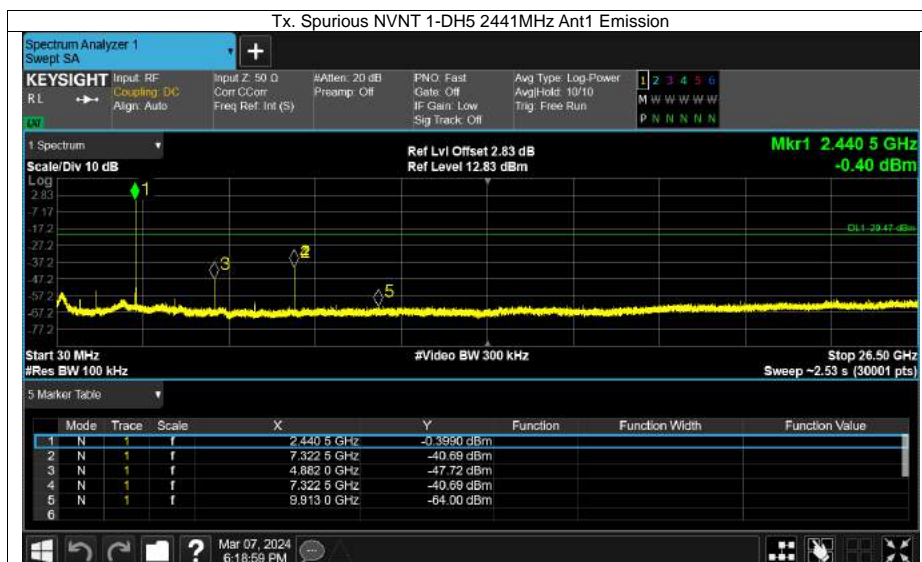 Tx. Spurious NVNT 1-DH5 2441MHz Ant1 Emission
Spectrum Analyzer 1
Swept SA
+
KEYSIGHT Input: RF Input Z: 50 Ω #Atten: 20 dB PNO: Fast Avg Type: Log-Power 1 2 3 4 5 6
R L Coupling: DC Corr CCorr Preamp: Off Gate: Off Avg|Hold: 10/10 M W W W W W
Align: Auto Freq Ref: Int (S) IF Gain: Low Trig: Free Run
Sig Track: Off P N N N N N
1 Spectrum Ref Lvl Offset 2.83 dB Mkr1 2.440 5 GHz
Scale/Div 10 dB Ref Level 12.83 dBm -0.40 dBm
Log
1
2.83
-7.17
-17.2
-27.2
-37.2
3
-47.2
-57.2
5
-67.2
-77.2
Start 30 MHz #Video BW 300 kHz Stop 26.50 GHz
#Res BW 100 kHz Sweep ~2.53 s (30001 pts)
5 Marker Table
Mode Trace Scale X Y Function Function Width Function Value
1 N 1 f 2.440 5 GHz -0.3990 dBm
2 N 1 f 7.322 5 GHz -40.69 dBm
3 N 1 f 4.882 0 GHz -47.72 dBm
4 N 1 f 7.322 5 GHz -40.69 dBm
5 N 1 f 9.913 0 GHz -64.00 dBm
6
? Mar 07, 2024
6:18:59 PM